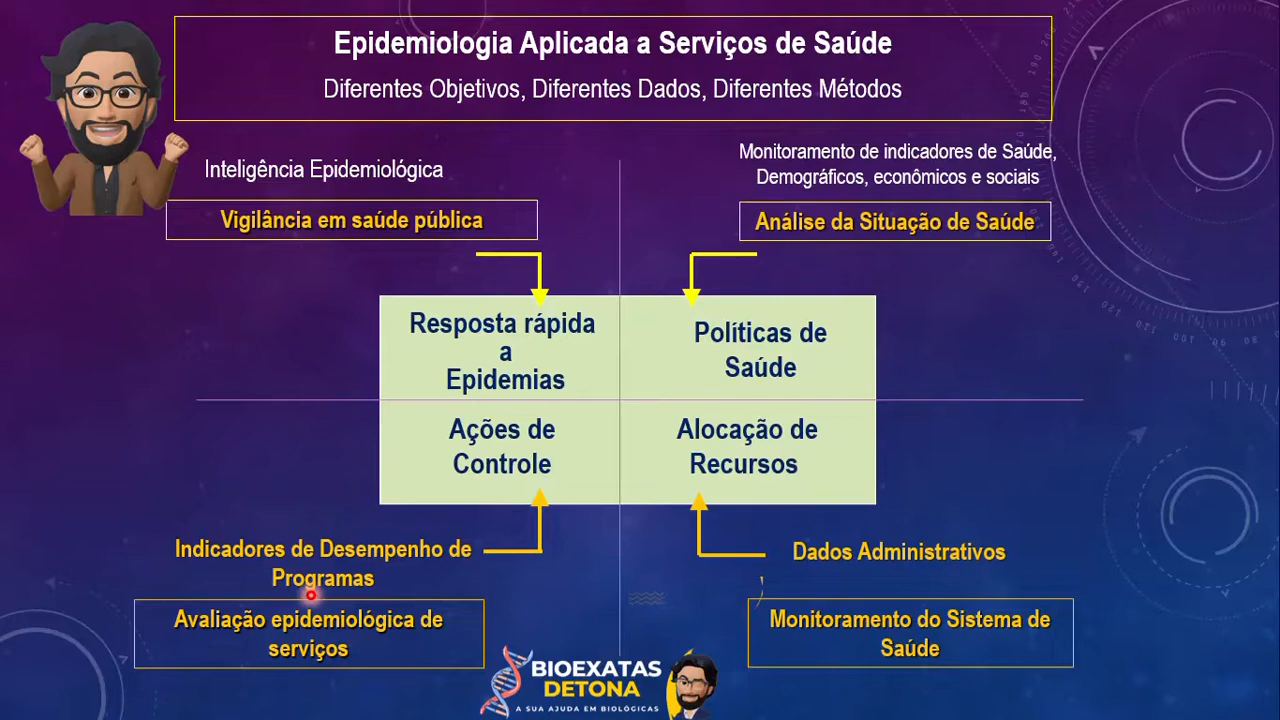 Epidemiologia Aplicada a Serviços de Saúde
Diferentes Objetivos, Diferentes Dados, Diferentes Métodos
Inteligência Epidemiológica
Vigilância em saúde pública
Monitoramento de indicadores de Saúde,
Demográficos, econômicos e sociais
Análise da Situação de Saúde
Resposta rápida
a
Epidemias
Políticas de
Saúde
Ações de
Controle
Alocação de
Recursos
Indicadores de Desempenho de
Programas
Avaliação epidemiológica de
serviços
Dados Administrativos
Monitoramento do Sistema de
Saúde
BIOEXATAS
DETONA
A SUA AJUDA EM BIOLÓGICAS